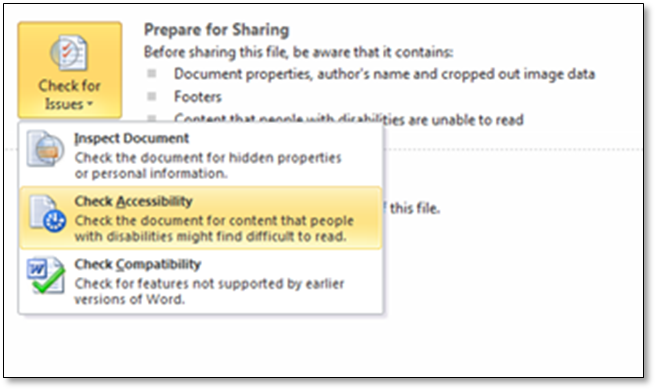 Prepare for Sharing
Before sharing this file, be aware that it contains:
Document properties, author's name and cropped out image data
Footers
Content that people with disabilities are unable to read
Check for
Issues
Inspect Document
Check the document for hidden properties
or personal information.
Check Accessibility
Check the document for content that people
with disabilities might find difficult to read.
of this file.
Check Compatibility
Check for features not supported by earlier
versions of Word.